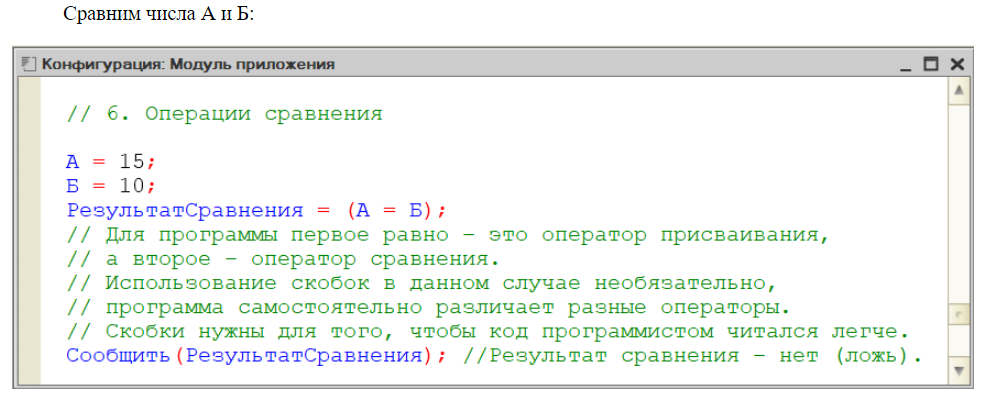 Сравним числа А и Б:
Конфигурация: Модуль приложения
// 6. Операции сравнения
А = 15;
Б = 10;
РезультатСравнения = (А = Б);
// Для программы первое равно – это оператор присваивания,
// а второе – оператор сравнения.
// Использование скобок в данном случае необязательно,
// программа самостоятельно различает разные операторы.
// Скобки нужны для того, чтобы код программистом читался легче.
Сообщить(РезультатСравнения); //Результат сравнения – нет (ложь).